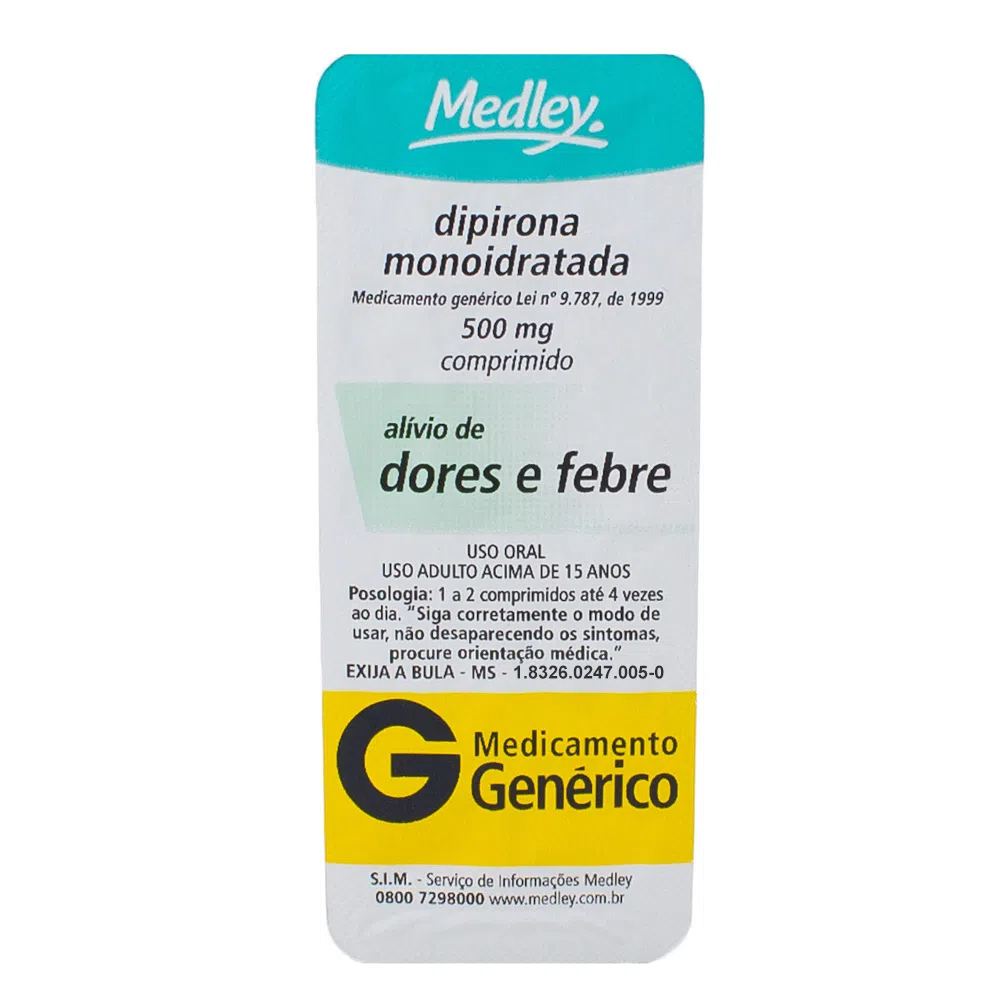 Medley.
dipirona
monoidratada
Medicamento genérico Lei nº 9.787, de 1999
500 mg
comprimido
alívio de
dores e febre
USO ORAL
USO ADULTO ACIMA DE 15 ANOS
Posologia: 1 a 2 comprimidos até 4 vezes
ao dia. "Siga corretamente o modo de
usar, não desaparecendo os sintomas,
procure orientação médica."
EXIJA A BULA - MS - 1.8326.0247.005-0
G Medicamento
Genérico
S.I.M. - Serviço de Informações Medley
0800 7298000 www.medley.com.br